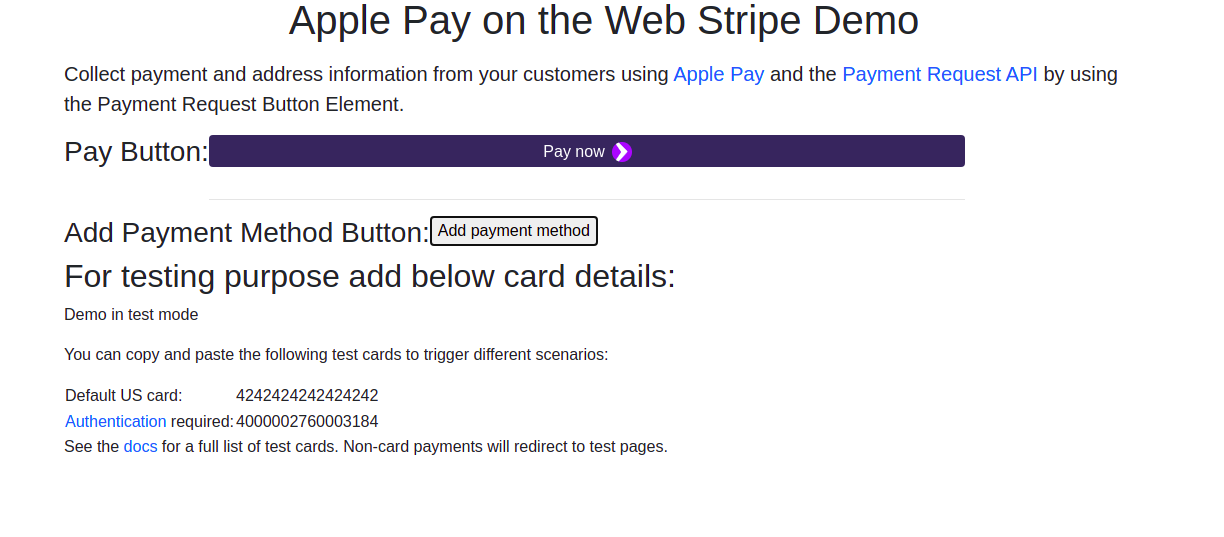 Apple Pay on the Web Stripe Demo
Collect payment and address information from your customers using Apple Pay and the Payment Request API by using
the Payment Request Button Element.
Pay Button: Pay now
Add Payment Method Button: Add payment method
For testing purpose add below card details:
Demo in test mode
You can copy and paste the following test cards to trigger different scenarios:
Default US card: 4242424242424242
Authentication required: 4000002760003184
See the docs for a full list of test cards. Non-card payments will redirect to test pages.